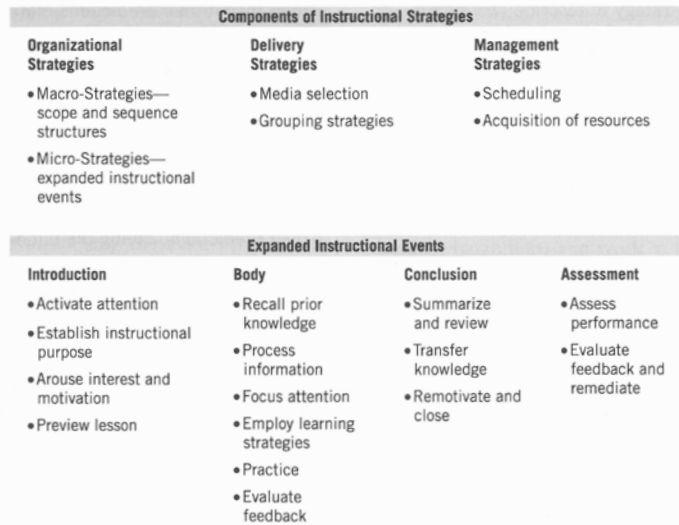 Components of Instructional Strategies
Organizational
Strategies
• Macro-Strategies—
scope and sequence
structures
• Micro-Strategies—
expanded instructional
events
Delivery
Strategies
• Media selection
• Grouping strategies
Management
Strategies
• Scheduling
• Acquisition of resources
Expanded Instructional Events
Introduction
• Activate attention
• Establish instructional
purpose
• Arouse interest and
motivation
• Preview lesson
Body
• Recall prior
knowledge
• Process
information
• Focus attention
• Employ learning
strategies
• Practice
• Evaluate
feedback
Conclusion
• Summarize
and review
• Transfer
knowledge
• Remotivate and
close
Assessment
• Assess
performance
• Evaluate
feedback and
remediate